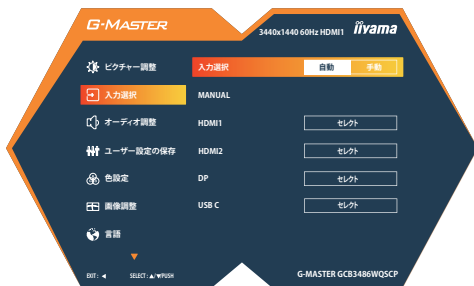 G-MASTER
3440x1440 60Hz HDMI1 iiyama
ピクチャー調整
入力選択 自動 手動
入力選択
MANUAL
オーディオ調整
HDMI1 セレクト
ユーザー設定の保存
HDMI2 セレクト
色設定
DP セレクト
画像調整
USB C セレクト
言語
EXIT : ◀ SELECT : ▲/▼/PUSH
G-MASTER GCB3486WQSCP